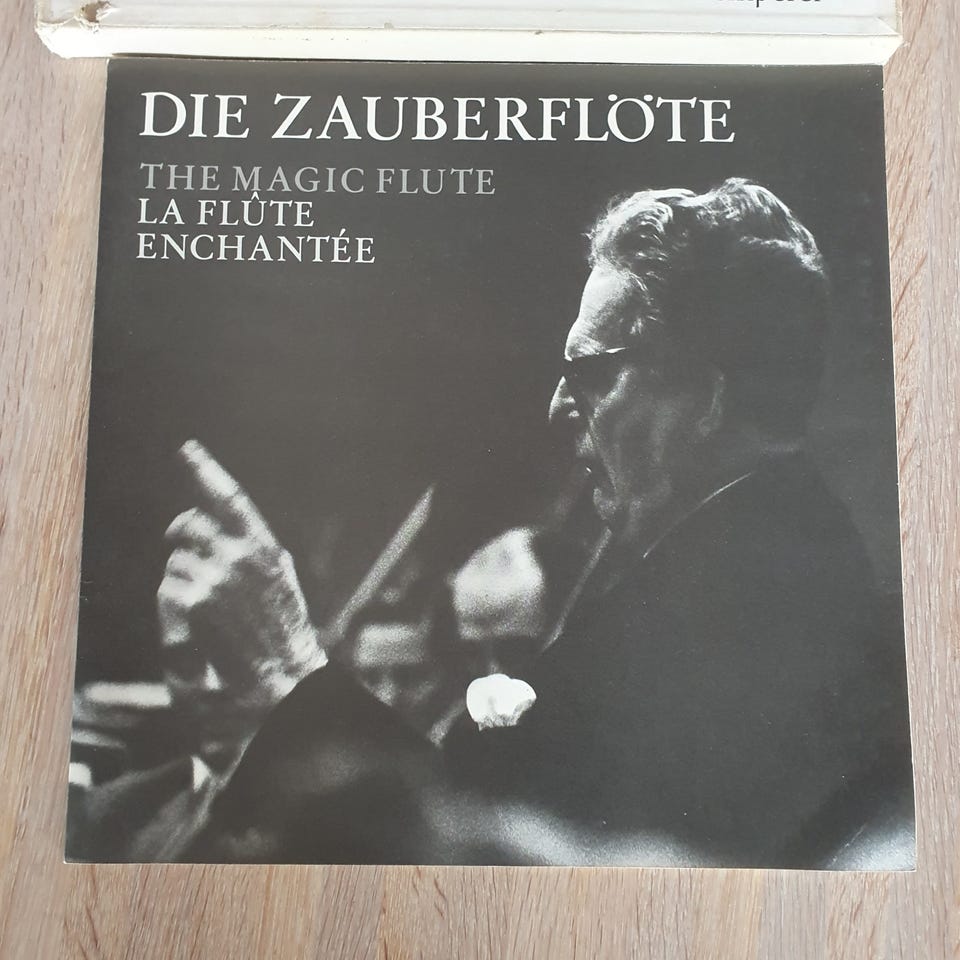 DIE ZAUBERFLÖTE
THE MAGIC FLUTE
LA FLÛTE
ENCHANTÉE